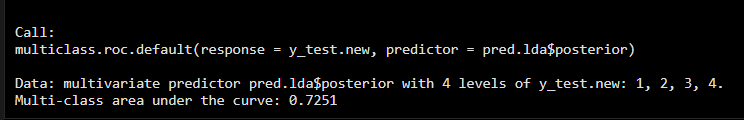 Call:
multiclass.roc.default(response = y_test.new, predictor = pred.lda$posterior)
Data: multivariate predictor pred.lda$posterior with 4 levels of y_test.new: 1, 2, 3, 4.
Multi-class area under the curve: 0.7251